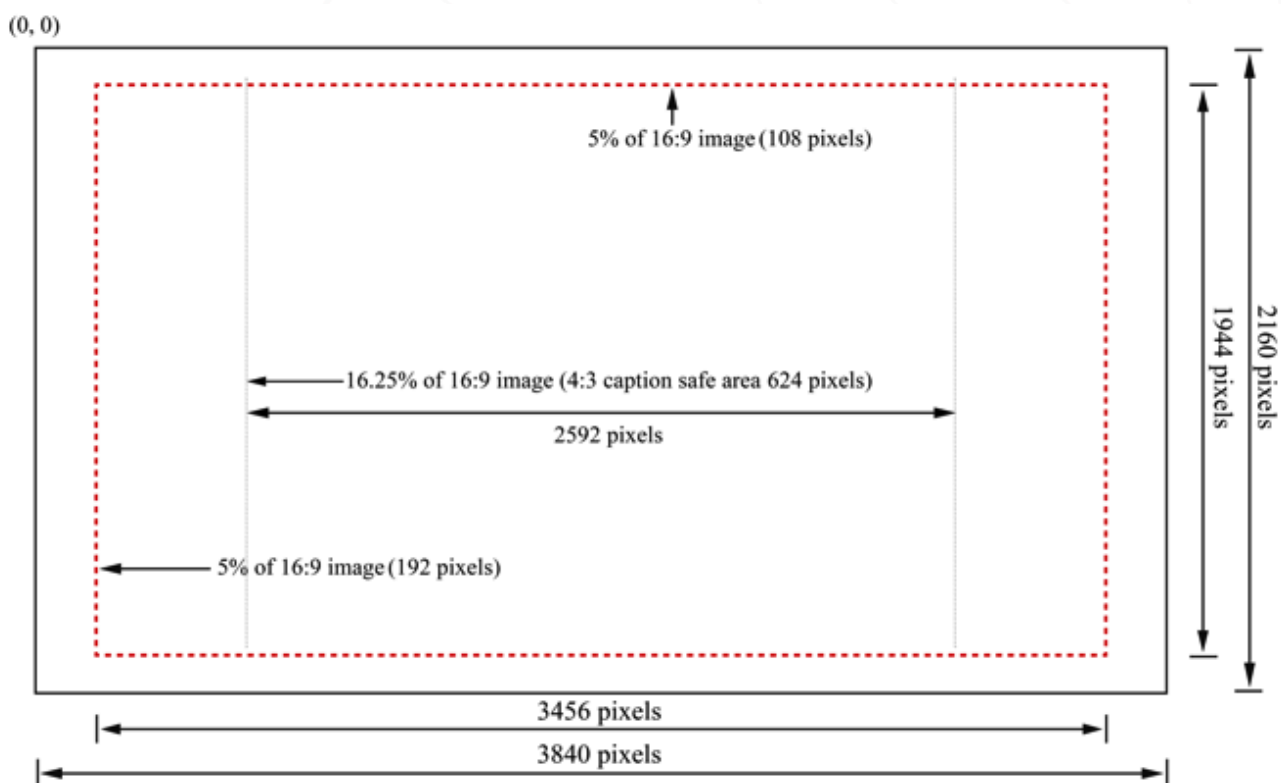 (0, 0)
5% of 16:9 image (108 pixels)
16.25% of 16:9 image (4:3 caption safe area 624 pixels)
2592 pixels
5% of 16:9 image (192 pixels)
1944 pixels
2160 pixels
3456 pixels
3840 pixels